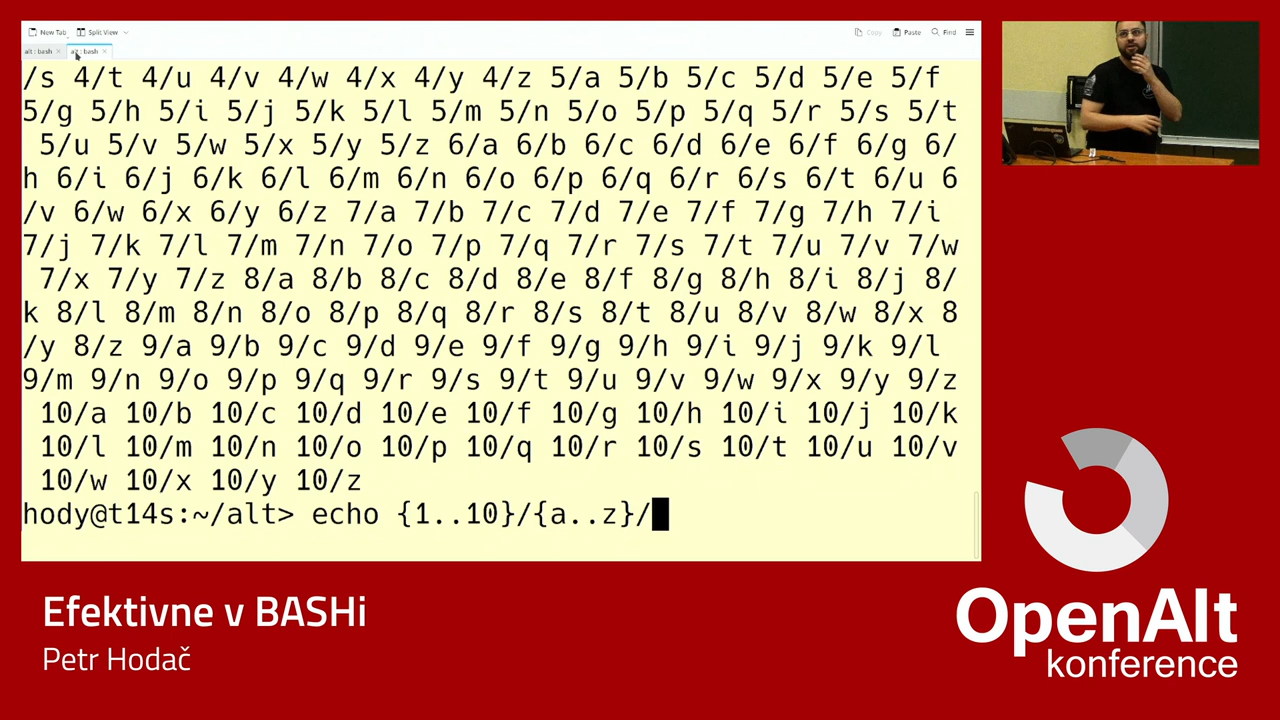 New Tab Split View Copy Paste Find
alt : bash alt : bash
/s 4/t 4/u 4/v 4/w 4/x 4/y 4/z 5/a 5/b 5/c 5/d 5/e 5/f
5/g 5/h 5/i 5/j 5/k 5/l 5/m 5/n 5/o 5/p 5/q 5/r 5/s 5/t
5/u 5/v 5/w 5/x 5/y 5/z 6/a 6/b 6/c 6/d 6/e 6/f 6/g 6/
h 6/i 6/j 6/k 6/l 6/m 6/n 6/o 6/p 6/q 6/r 6/s 6/t 6/u 6
/v 6/w 6/x 6/y 6/z 7/a 7/b 7/c 7/d 7/e 7/f 7/g 7/h 7/i
7/j 7/k 7/l 7/m 7/n 7/o 7/p 7/q 7/r 7/s 7/t 7/u 7/v 7/w
7/x 7/y 7/z 8/a 8/b 8/c 8/d 8/e 8/f 8/g 8/h 8/i 8/j 8/
k 8/l 8/m 8/n 8/o 8/p 8/q 8/r 8/s 8/t 8/u 8/v 8/w 8/x 8
/y 8/z 9/a 9/b 9/c 9/d 9/e 9/f 9/g 9/h 9/i 9/j 9/k 9/l
9/m 9/n 9/o 9/p 9/q 9/r 9/s 9/t 9/u 9/v 9/w 9/x 9/y 9/z
10/a 10/b 10/c 10/d 10/e 10/f 10/g 10/h 10/i 10/j 10/k
10/l 10/m 10/n 10/o 10/p 10/q 10/r 10/s 10/t 10/u 10/v
10/w 10/x 10/y 10/z
hody@t14s:~/alt> echo {1..10}/{a..z}/
Efektivne v BASHi
Petr Hodač
OpenAlt
konference